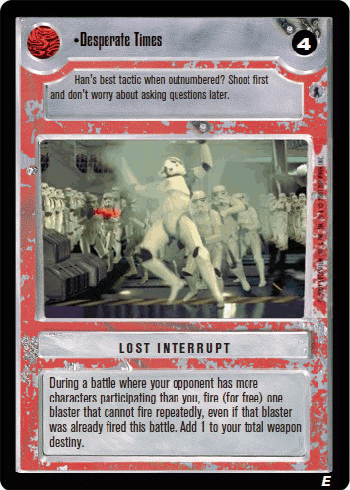 •Desperate Times
4
Han's best tactic when outnumbered? Shoot first
and don't worry about asking questions later.
LOST INTERRUPT
During a battle where your opponent has more
characters participating than you, fire (for free) one
blaster that cannot fire repeatedly, even if that blaster
was already fired this battle. Add 1 to your total weapon
destiny.
E